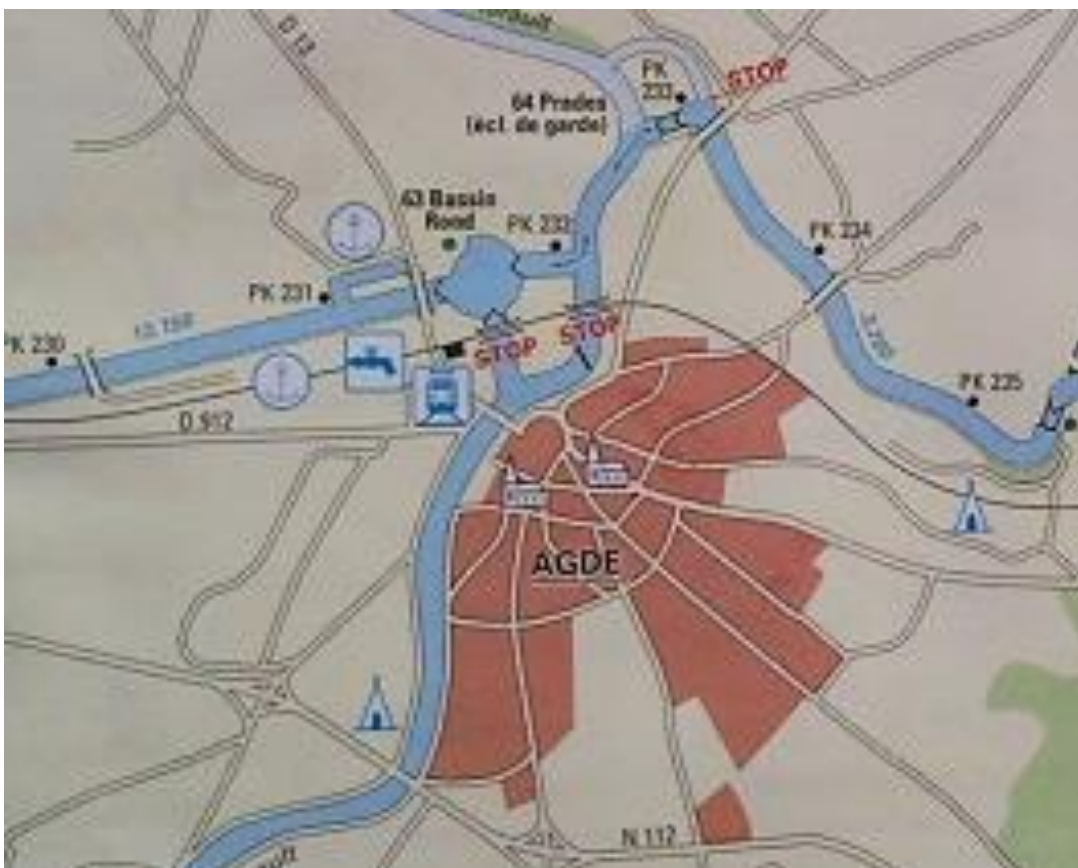 D 13
PK
233
STOP
64 Prades
(écl. de garde)
63 Bassin
Rond
PK 232
PK 234
PK 231
PK 230
STOP
STOP
PK 235
D 912
AGDE
N.112